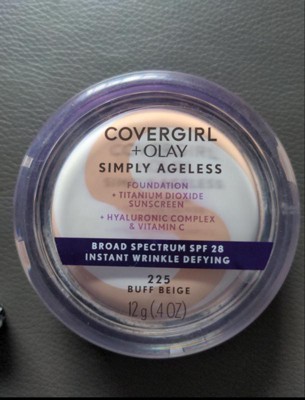 COVERGIRL
+OLAY
SIMPLY AGELESS
FOUNDATION
+ TITANIUM DIOXIDE
SUNSCREEN
+ HYALURONIC COMPLEX
& VITAMIN C
BROAD SPECTRUM SPF 28
INSTANT WRINKLE DEFYING
225
BUFF BEIGE
12 g (.4 OZ)